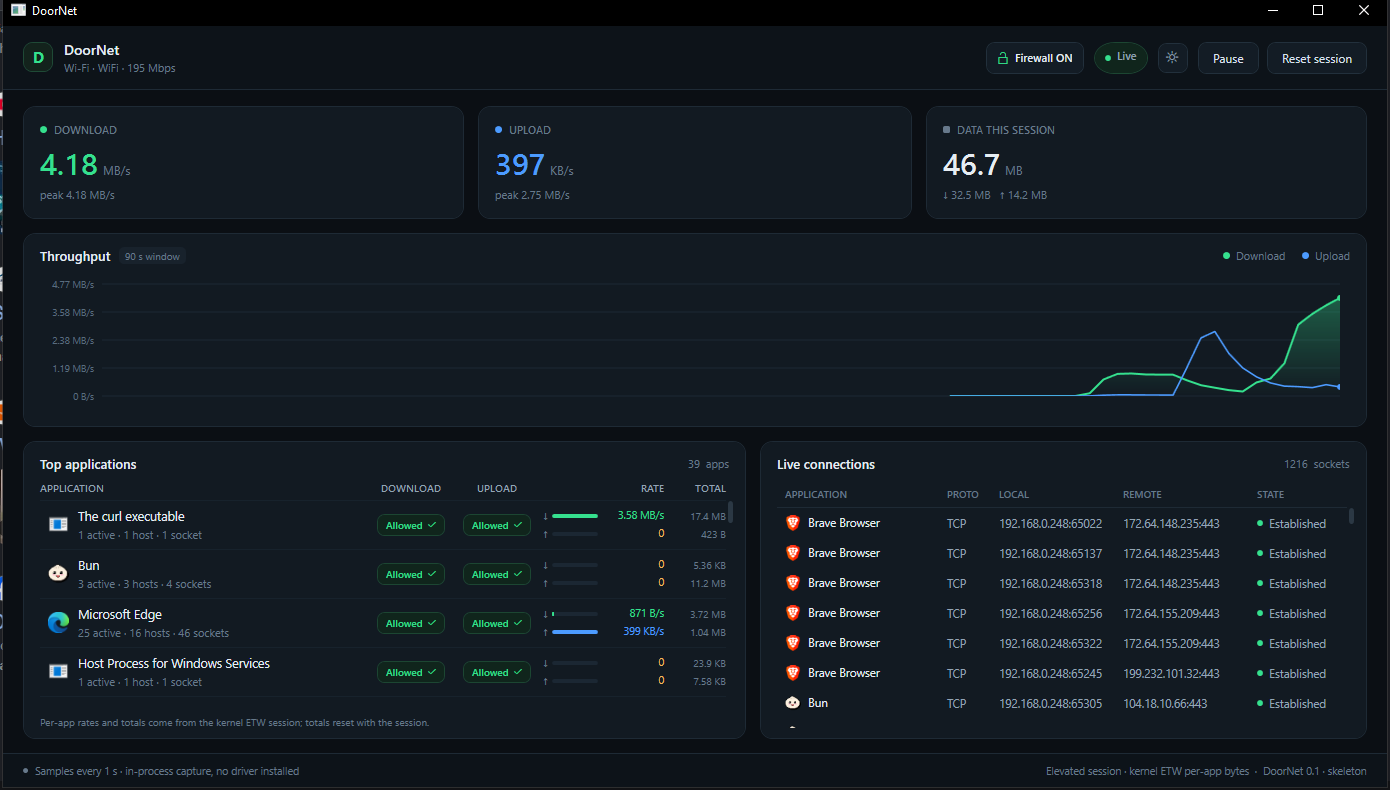 DoorNet
D
DoorNet
Wi-Fi · WiFi · 195 Mbps
Firewall ON
Live
Pause
Reset session
DOWNLOAD
4.18 MB/s
peak 4.18 MB/s
UPLOAD
397 KB/s
peak 2.75 MB/s
DATA THIS SESSION
46.7 MB
↓ 32.5 MB ↑ 14.2 MB
Throughput 90 s window
Download Upload
4.77 MB/s
3.58 MB/s
2.38 MB/s
1.19 MB/s
0 B/s
Top applications 39 apps
APPLICATION DOWNLOAD UPLOAD RATE TOTAL
The curl executable
1 active · 1 host · 1 socket
Allowed ✓ Allowed ✓
↓ 3.58 MB/s 17.4 MB
↑ 0 423 B
Bun
3 active · 3 hosts · 4 sockets
Allowed ✓ Allowed ✓
↓ 0 5.36 KB
↑ 0 11.2 MB
Microsoft Edge
25 active · 16 hosts · 46 sockets
Allowed ✓ Allowed ✓
↓ 871 B/s 3.72 MB
↑ 399 KB/s 1.04 MB
Host Process for Windows Services
1 active · 1 host · 1 socket
Allowed ✓ Allowed ✓
↓ 0 23.9 KB
↑ 0 7.58 KB
Per-app rates and totals come from the kernel ETW session; totals reset with the session.
Live connections 1216 sockets
APPLICATION PROTO LOCAL REMOTE STATE
Brave Browser TCP 192.168.0.248:65022 172.64.148.235:443 Established
Brave Browser TCP 192.168.0.248:65137 172.64.148.235:443 Established
Brave Browser TCP 192.168.0.248:65318 172.64.148.235:443 Established
Brave Browser TCP 192.168.0.248:65256 172.64.155.209:443 Established
Brave Browser TCP 192.168.0.248:65322 172.64.155.209:443 Established
Brave Browser TCP 192.168.0.248:65245 199.232.101.32:443 Established
Bun TCP 192.168.0.248:65305 104.18.10.66:443 Established
Samples every 1 s · in-process capture, no driver installed
Elevated session · kernel ETW per-app bytes · DoorNet 0.1 · skeleton